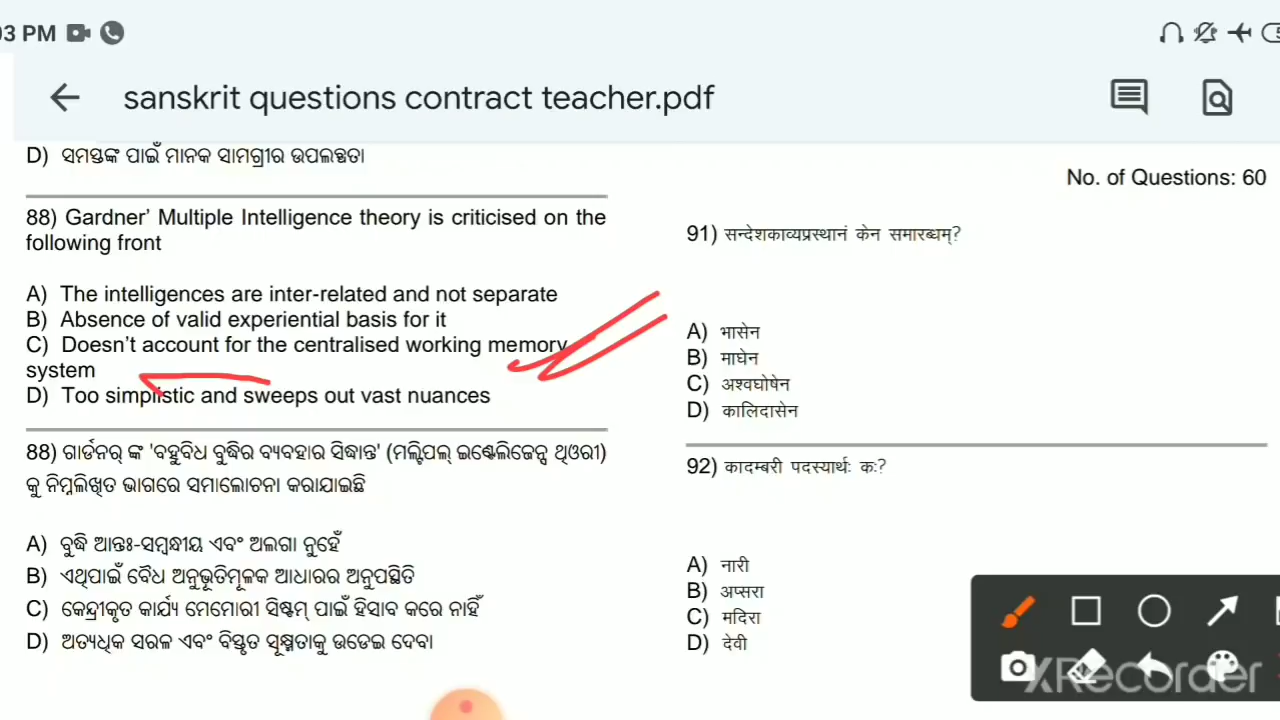 03 PM
sanskrit questions contract teacher.pdf
D) ସମସ୍ତଙ୍କ ପାଇଁ ମାନକ ସାମଗ୍ରୀର ଉପଲବ୍ଧତା
88) Gardner’ Multiple Intelligence theory is criticised on the
following front
A) The intelligences are inter-related and not separate
B) Absence of valid experiential basis for it
C) Doesn’t account for the centralised working memory
system
D) Too simplistic and sweeps out vast nuances
88) ଗାର୍ଡନର୍ ଙ୍କ 'ବହୁବିଧ ବୁଦ୍ଧିର ବ୍ୟବହାର ସିଦ୍ଧାନ୍ତ' (ମଲ୍ଟିପଲ୍ ଇଣ୍ଟେଲିଜେନ୍ସ ଥିଓରୀ)
କୁ ନିମ୍ନଲିଖିତ ଭାଗରେ ସମାଲୋଚନା କରାଯାଇଛି
A) ବୁଦ୍ଧି ଆନ୍ତଃ-ସମ୍ବନ୍ଧୀୟ ଏବଂ ଅଲଗା ନୁହେଁ
B) ଏଥିପାଇଁ ବୈଧ ଅନୁଭୂତିମୂଳକ ଆଧାରର ଅନୁପସ୍ଥିତି
C) କେନ୍ଦ୍ରୀକୃତ କାର୍ଯ୍ୟ ମେମୋରୀ ସିଷ୍ଟମ୍ ପାଇଁ ହିସାବ କରେ ନାହିଁ
D) ଅତ୍ୟଧିକ ସରଳ ଏବଂ ବିସ୍ତୃତ ସୂକ୍ଷ୍ମତାକୁ ଉଡେଇ ଦେବା
No. of Questions: 60
91) सन्देशकाव्यप्रस्थानं केन समारब्धम्?
A) भासेन
B) माघेन
C) अश्वघोषेन
D) कालिदासेन
92) कादम्बरी पदस्यार्थः कः?
A) नारी
B) अप्सरा
C) मदिरा
D) देवी
XRecorder